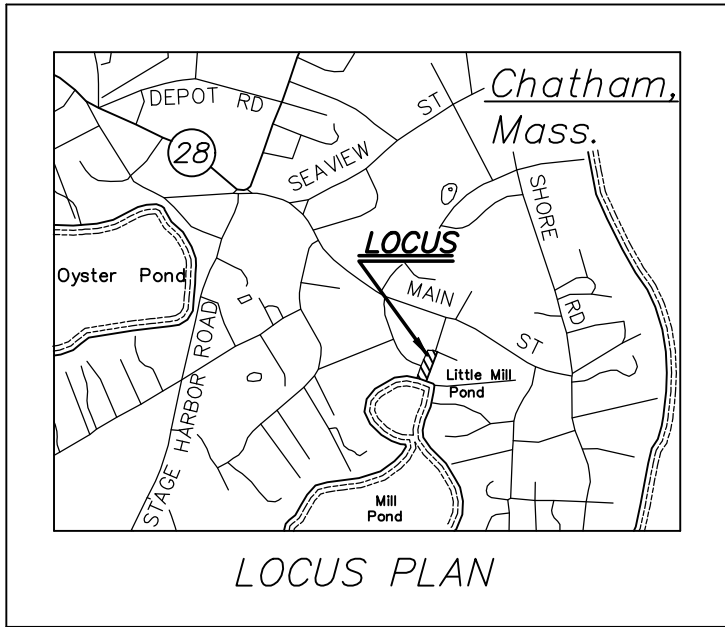 Chatham,
Mass.
DEPOT RD
28
SEAVIEW ST
SHORE RD
LOCUS
Oyster Pond
MAIN ST
STAGE HARBOR ROAD
Little Mill
Pond
Mill
Pond
LOCUS PLAN